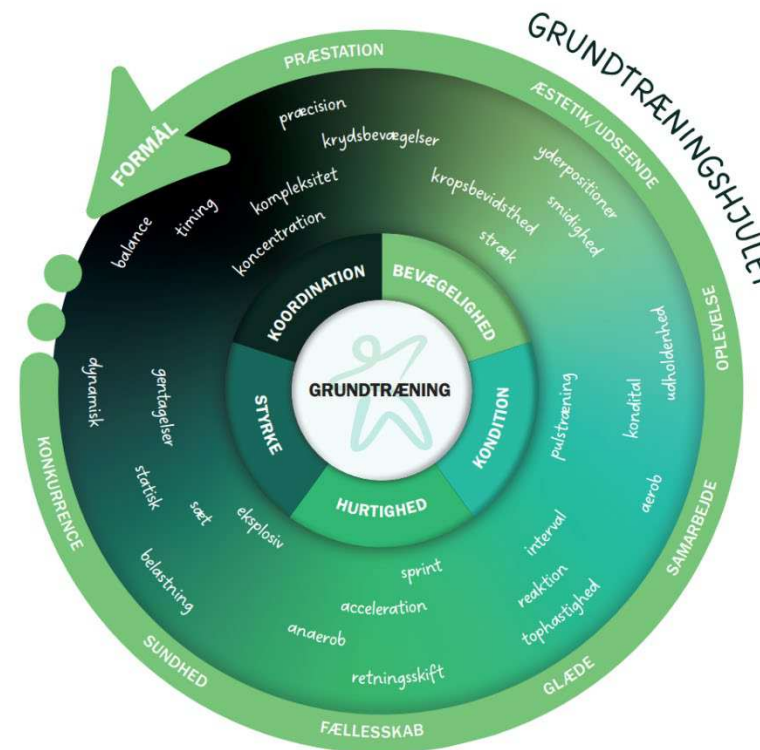 GRUNDTRÆNINGSHJULET
FORMÅL
PRÆSTATION
ÆSTETIK/UDSEENDE
OPLEVELSE
SAMARBEJDE
GLÆDE
FÆLLESSKAB
SUNDHED
KONKURRENCE
GRUNDTRÆNING
KOORDINATION
præcision
krydsbevægelser
kompleksitet
koncentration
timing
balance
BEVÆGELIGHED
yderpositioner
smidighed
kropsbevidsthed
stræk
KONDITION
udholdenhed
kondital
pulstræning
aerob
interval
HURTIGHED
reaktion
tophastighed
sprint
acceleration
anaerob
retningsskift
STYRKE
eksplosiv
sæt
statisk
belastning
gentagelser
dynamisk